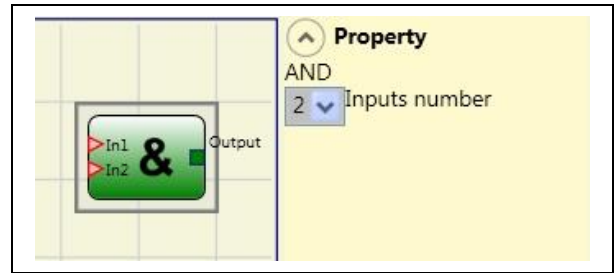 Property
AND
2 Inputs number
In1 & Output
In2